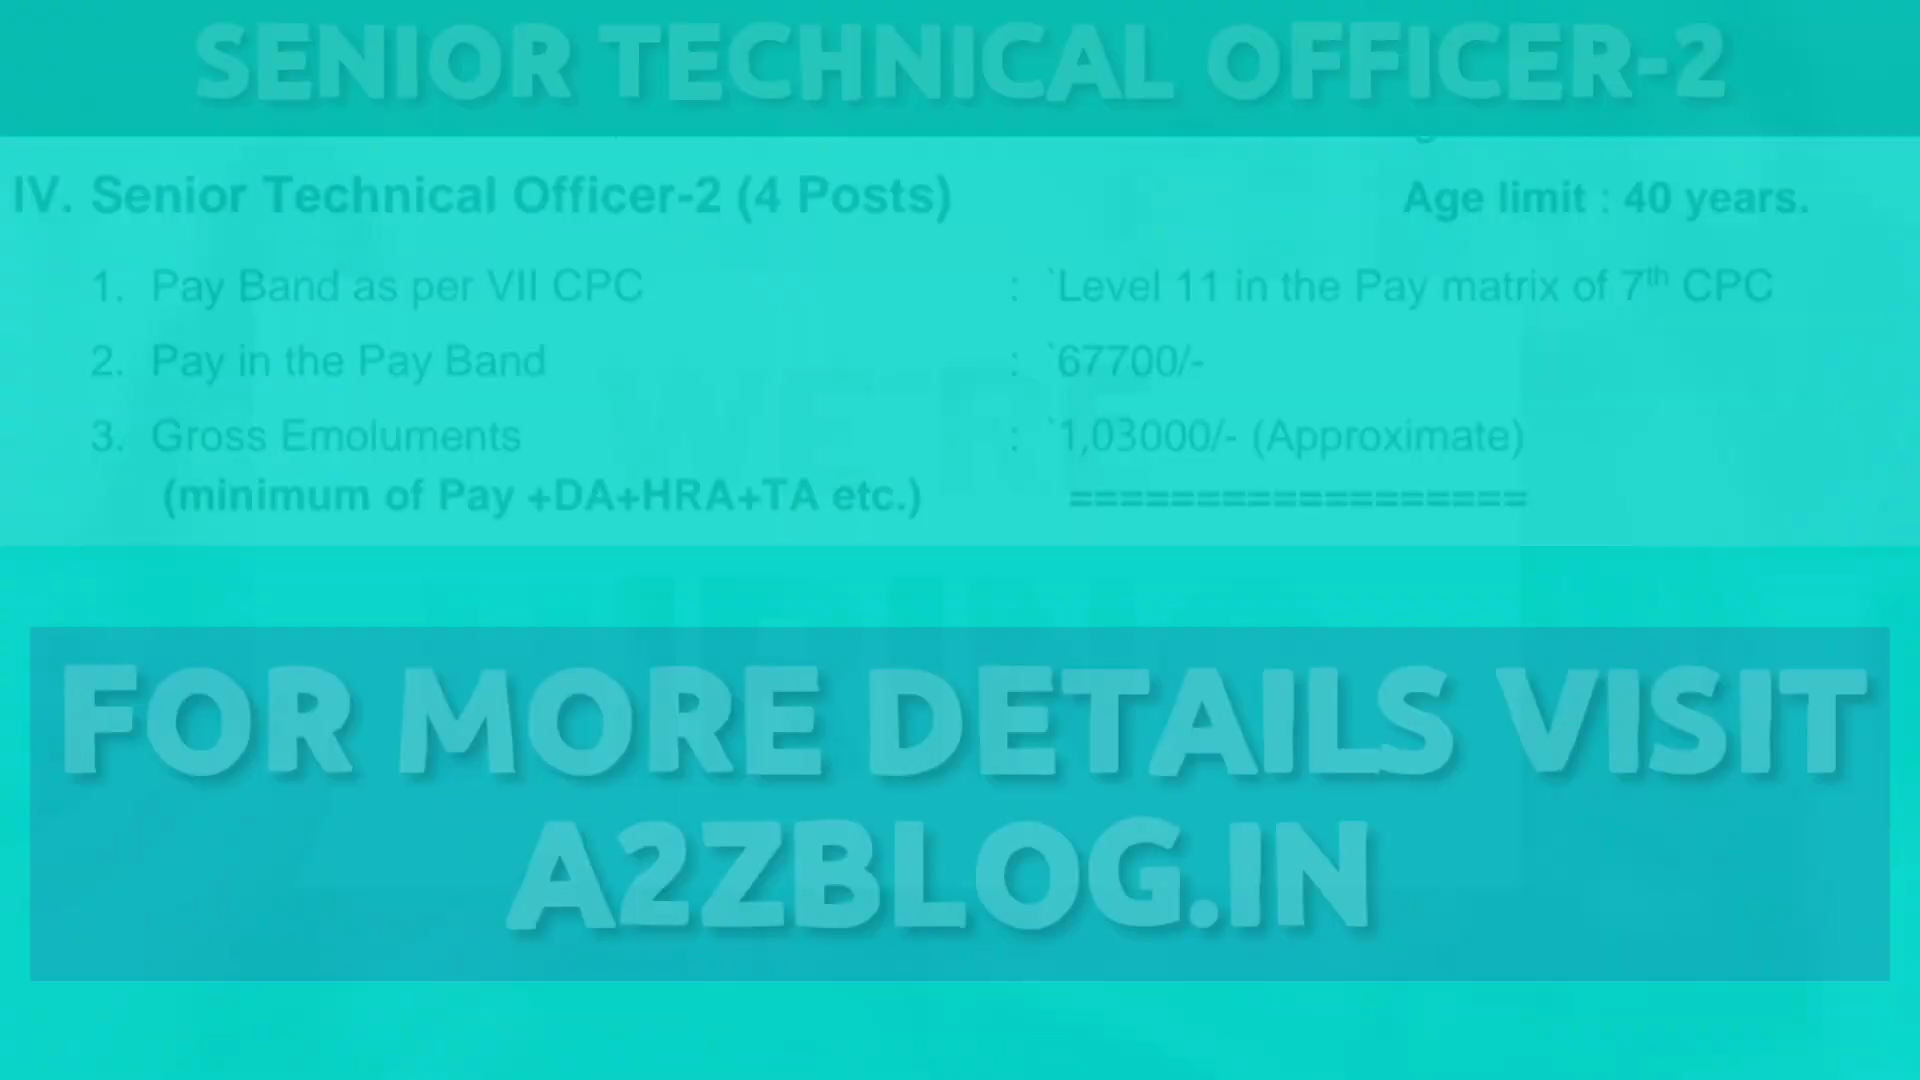 SENIOR TECHNICAL OFFICER-2
IV. Senior Technical Officer-2 (4 Posts) Age limit : 40 years.
1. Pay Band as per VII CPC : `Level 11 in the Pay matrix of 7th CPC
2. Pay in the Pay Band : `67700/-
3. Gross Emoluments : `1,03000/- (Approximate)
(minimum of Pay +DA+HRA+TA etc.) ==================
WE'RE
HIRING
FOR MORE DETAILS VISIT
A2ZBLOG.IN